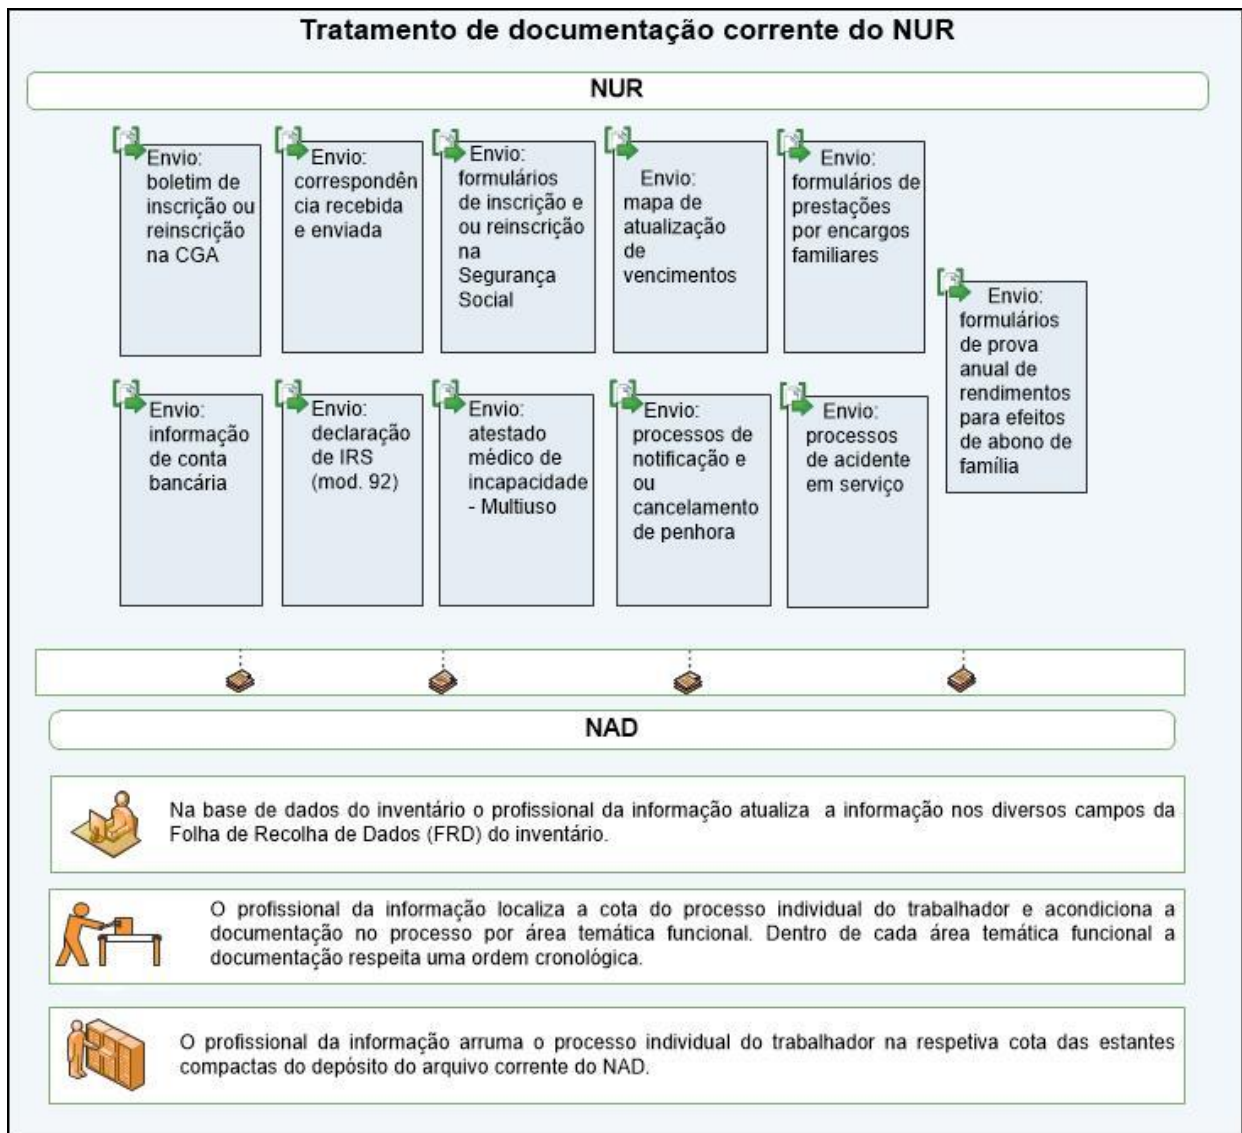 Tratamento de documentação corrente do NUR
NUR
Envio:
boletim de
inscrição ou
reinscrição
na CGA
Envio:
correspondên
cia recebida
e enviada
Envio:
formulários
de inscrição e
ou reinscrição
na
Segurança
Social
Envio:
mapa de
atualização
de
vencimentos
Envio:
formulários de
prestações
por encargos
familiares
Envio:
formulários
de prova
anual de
rendimentos
para efeitos
de abono de
família
Envio:
informação
de conta
bancária
Envio:
declaração
de IRS
(mod. 92)
Envio:
atestado
médico de
incapacidade
- Multiuso
Envio:
processos de
notificação e
ou
cancelamento
de penhora
Envio:
processos
de acidente
em serviço
NAD
Na base de dados do inventário o profissional da informação atualiza a informação nos diversos campos da
Folha de Recolha de Dados (FRD) do inventário.
O profissional da informação localiza a cota do processo individual do trabalhador e acondiciona a
documentação no processo por área temática funcional. Dentro de cada área temática funcional a
documentação respeita uma ordem cronológica.
O profissional da informação arruma o processo individual do trabalhador na respetiva cota das estantes
compactas do depósito do arquivo corrente do NAD.